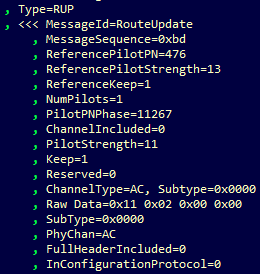 , Type=RUP
, <<< MessageId=RouteUpdate
, MessageSequence=0xbd
, ReferencePilotPN=476
, ReferencePilotStrength=13
, ReferenceKeep=1
, NumPilots=1
, PilotPNPhase=11267
, ChannelIncluded=0
, PilotStrength=11
, Keep=1
, Reserved=0
, ChannelType=AC, Subtype=0x0000
, Raw Data=0x11 0x02 0x00 0x00
, SubType=0x0000
, PhyChan=AC
, FullHeaderIncluded=0
, InConfigurationProtocol=0